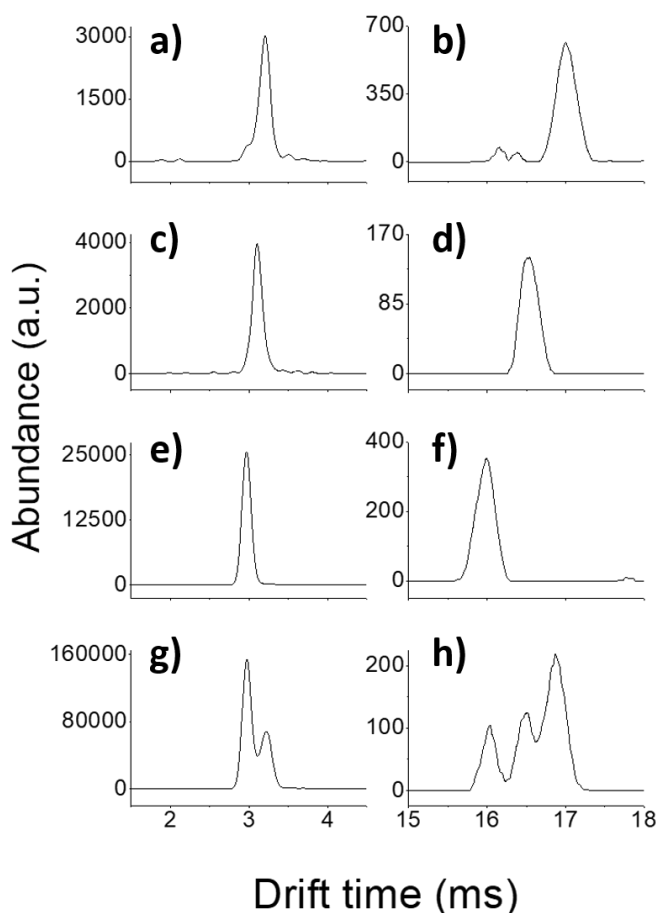 a) b)
3000 700
1500 350
0 0
c) d)
4000 170
2000 85
0 0
e) f)
25000 400
12500 200
0 0
g) h)
160000 200
80000 100
0 0
2 3 4 15 16 17 18
Abundance (a.u.)
Drift time (ms)